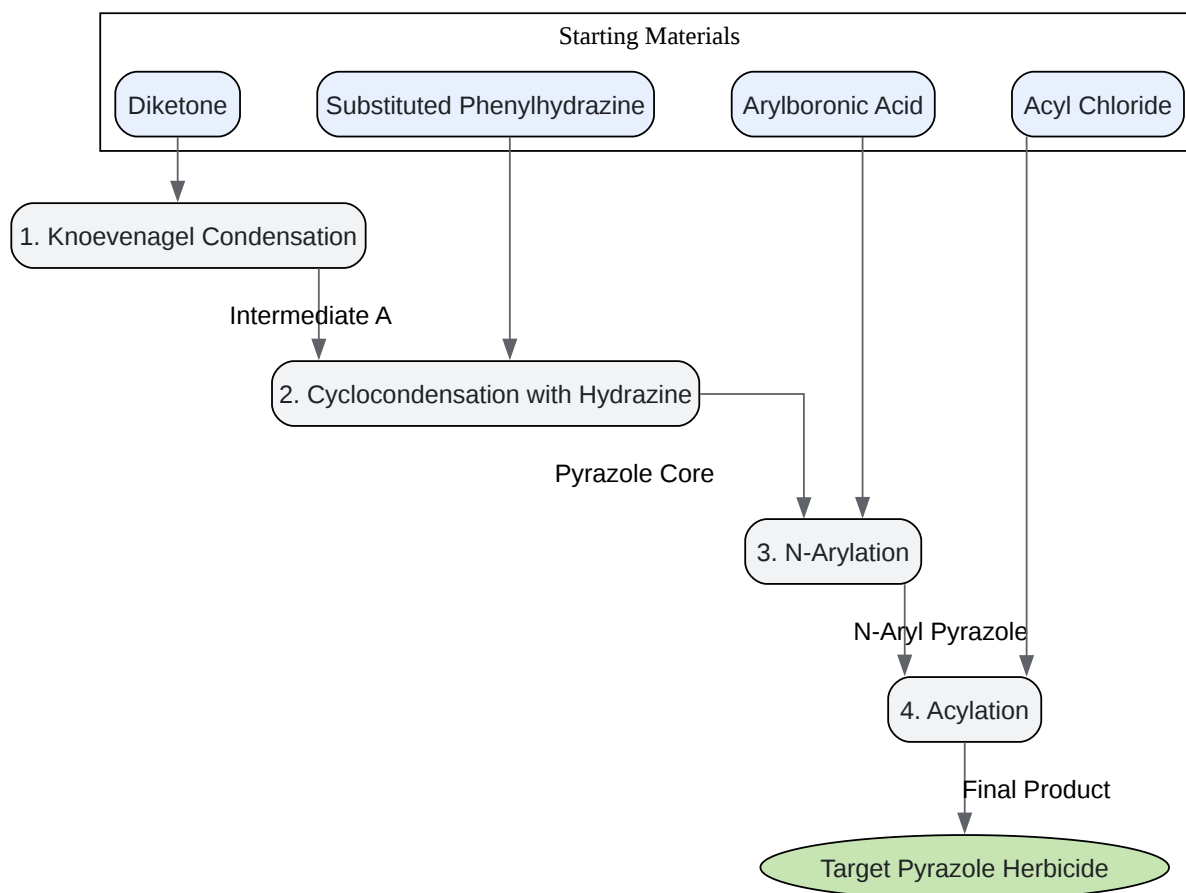 Starting Materials
Diketone
Substituted Phenylhydrazine
Arylboronic Acid
Acyl Chloride
1. Knoevenagel Condensation
Intermediate A
2. Cyclocondensation with Hydrazine
Pyrazole Core
3. N-Arylation
N-Aryl Pyrazole
4. Acylation
Final Product
Target Pyrazole Herbicide